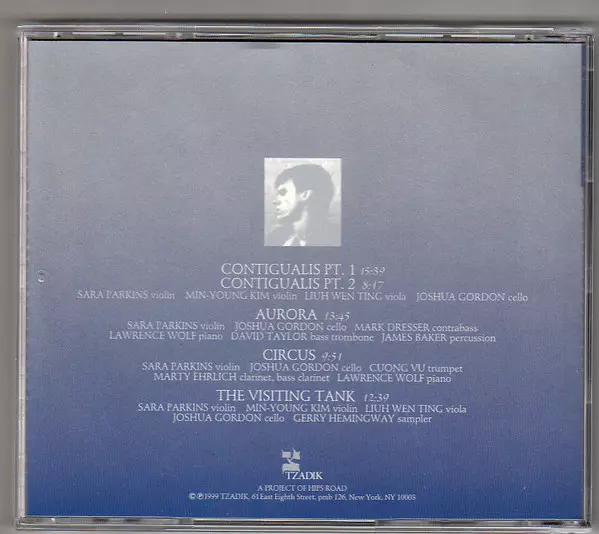 CONTIGUALIS PT. 1 15:39
CONTIGUALIS PT. 2 8:17
SARA PARKINS violin MIN-YOUNG KIM violin LIUH WEN TING viola JOSHUA GORDON cello
AURORA 13:45
SARA PARKINS violin JOSHUA GORDON cello MARK DRESSER contrabass
LAWRENCE WOLF piano DAVID TAYLOR bass trombone JAMES BAKER percussion
CIRCUS 9:51
SARA PARKINS violin JOSHUA GORDON cello CUONG VU trumpet
MARTY EHRLICH clarinet, bass clarinet LAWRENCE WOLF piano
THE VISITING TANK 12:39
SARA PARKINS violin MIN-YOUNG KIM violin LIUH WEN TING viola
JOSHUA GORDON cello GERRY HEMINGWAY sampler
צ
TZADIK
A PROJECT OF HIPS ROAD
©℗1999 TZADIK, 61East Eighth Street, pmb 126, New York, NY 10003